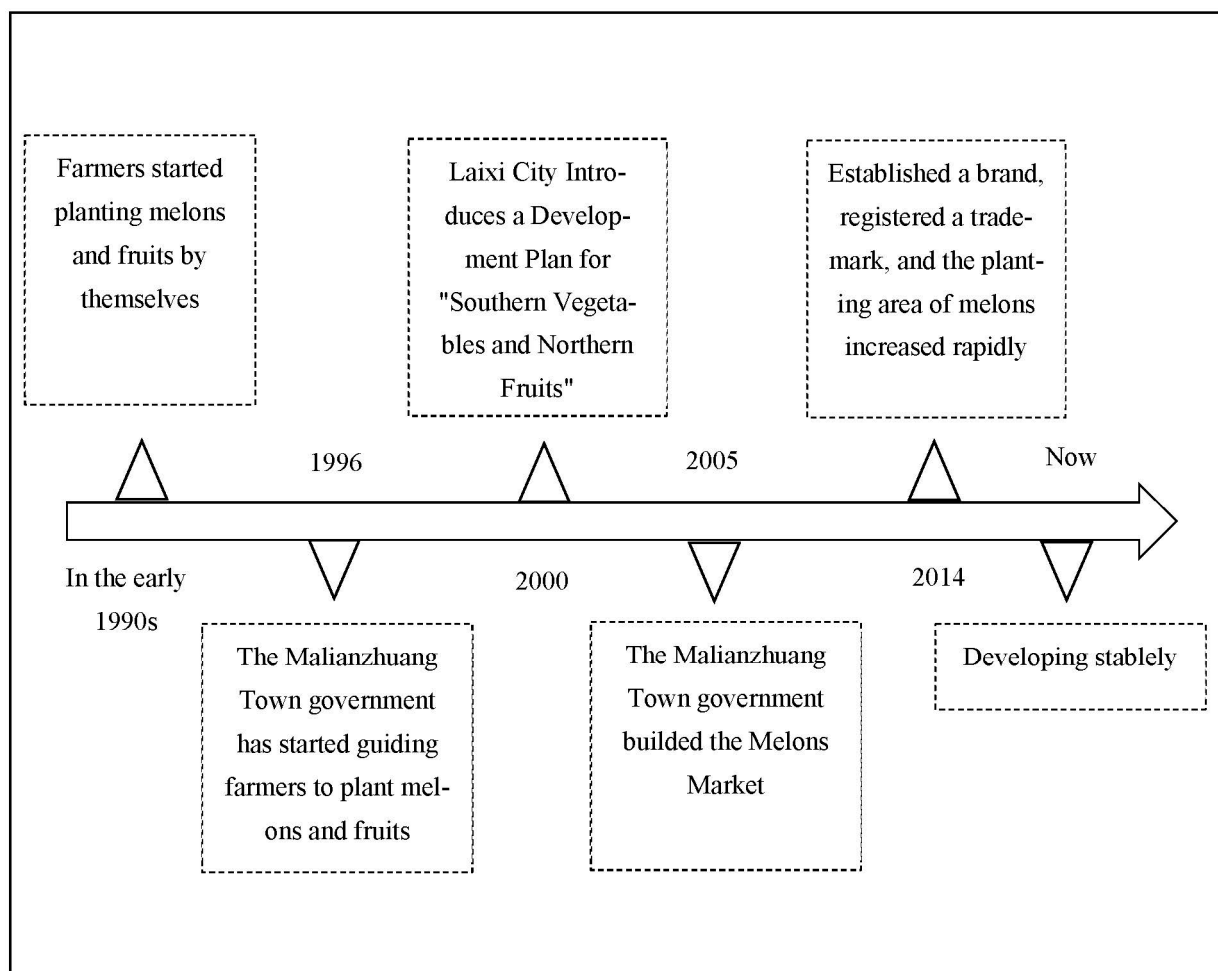 Farmers started
planting melons
and fruits by
themselves
Laixi City Intro-
duces a Develop-
ment Plan for
"Southern Vegeta-
bles and Northern
Fruits"
Established a brand,
registered a trade-
mark, and the plant-
ing area of melons
increased rapidly
1996
2005
Now
In the early
1990s
2000
2014
The Malianzhuang
Town government
has started guiding
farmers to plant mel-
ons and fruits
The Malianzhuang
Town government
builded the Melons
Market
Developing stablely